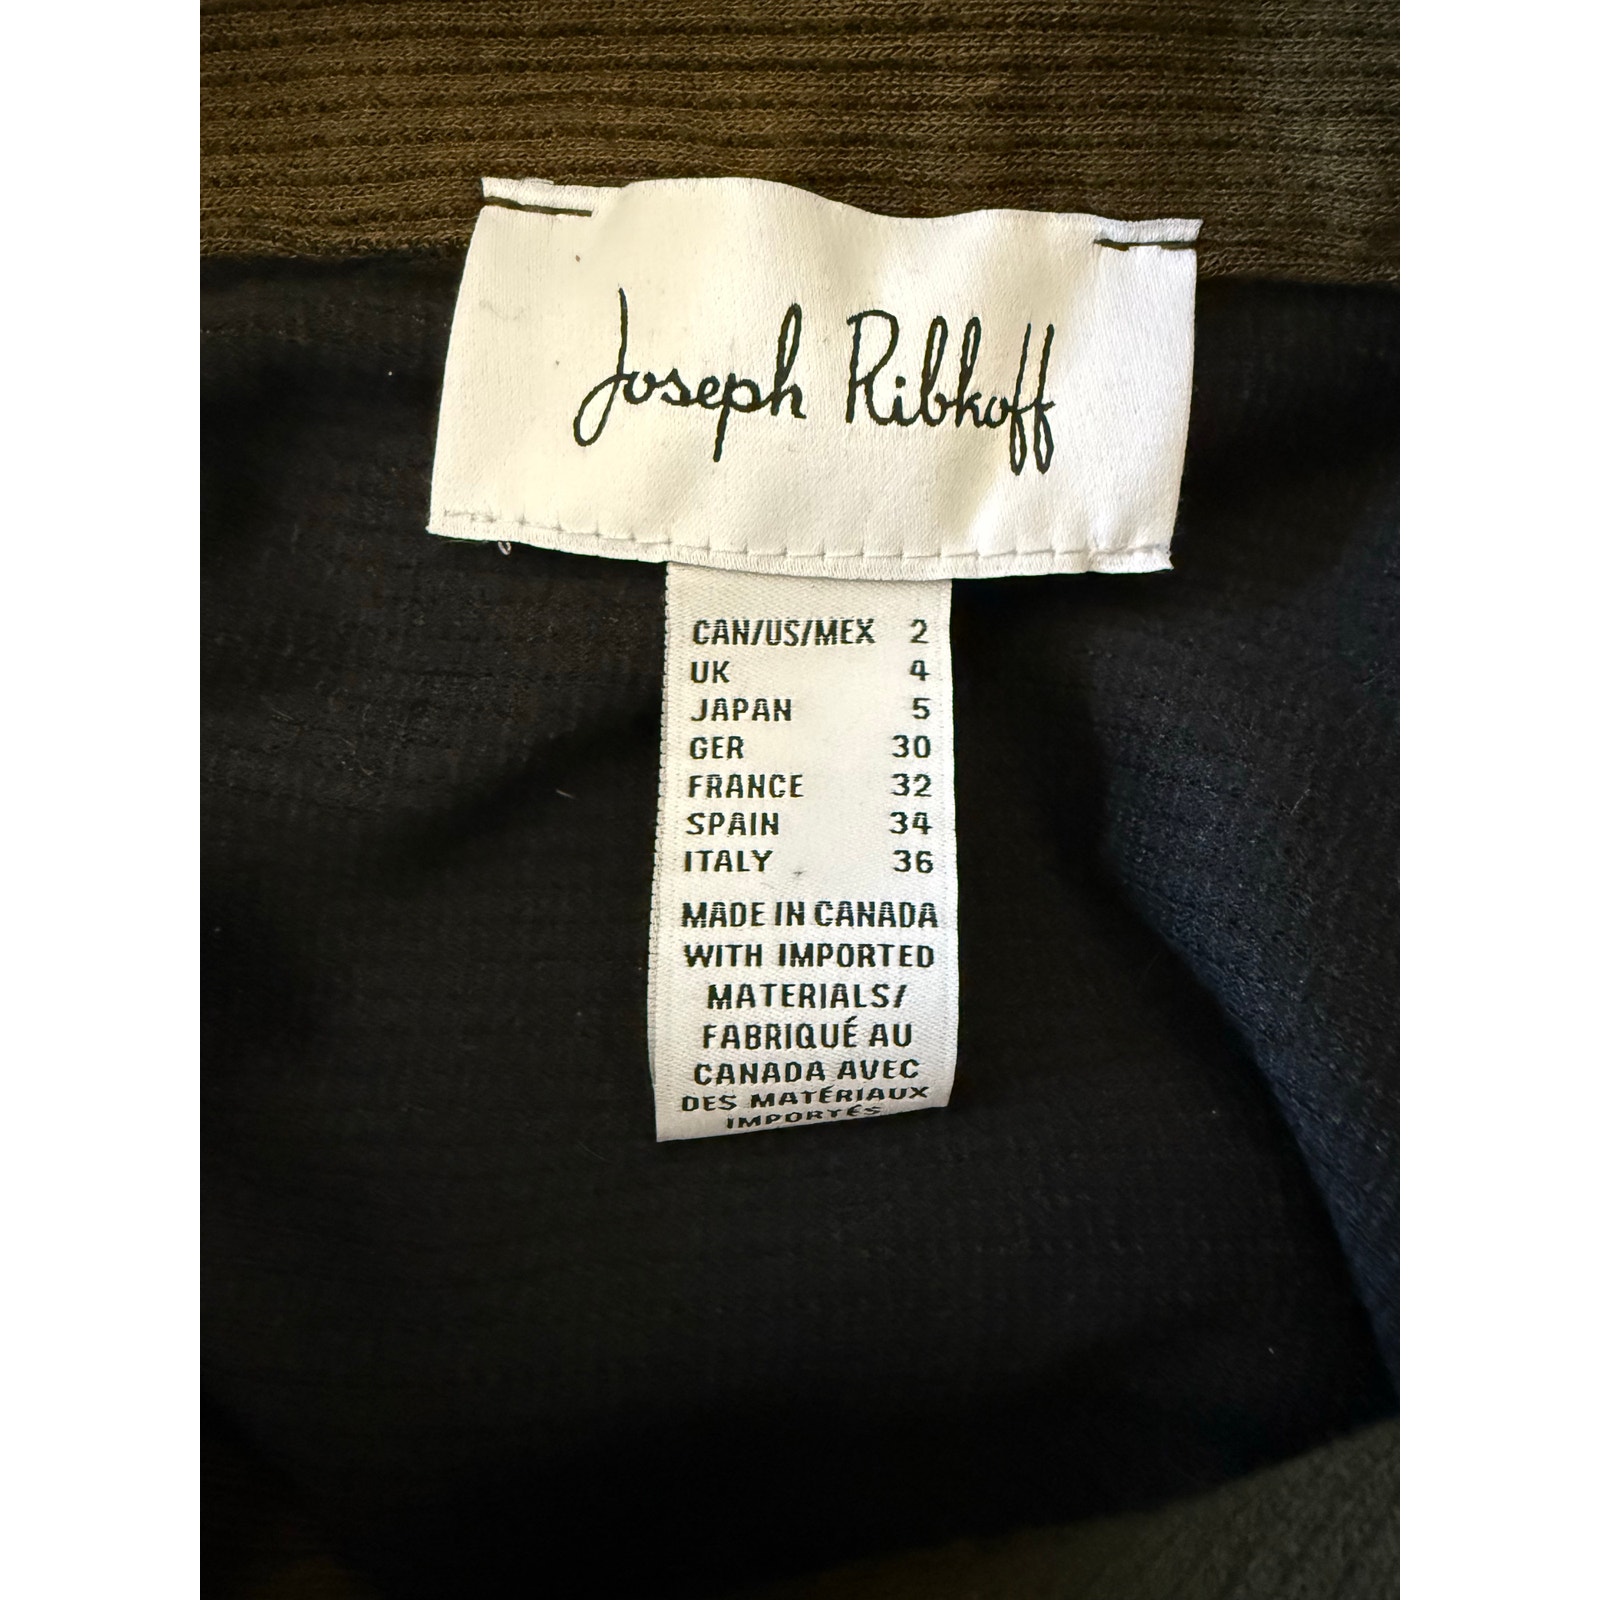 Joseph Ribkoff
CAN/US/MEX 2
UK 4
JAPAN 5
GER 30
FRANCE 32
SPAIN 34
ITALY 36
MADE IN CANADA
WITH IMPORTED
MATERIALS/
FABRIQUÉ AU
CANADA AVEC
DES MATÉRIAUX
IMPORTÉS